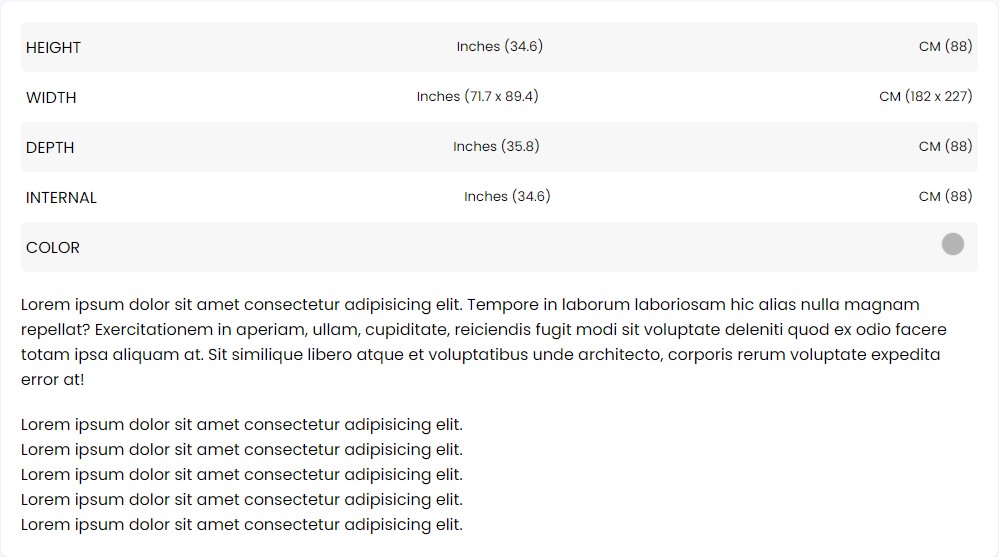 HEIGHT Inches (34.6) CM (88)
WIDTH Inches (71.7 x 89.4) CM (182 x 227)
DEPTH Inches (35.8) CM (88)
INTERNAL Inches (34.6) CM (88)
COLOR
Lorem ipsum dolor sit amet consectetur adipisicing elit. Tempore in laborum laboriosam hic alias nulla magnam
repellat? Exercitationem in aperiam, ullam, cupiditate, reiciendis fugit modi sit voluptate deleniti quod ex odio facere
totam ipsa aliquam at. Sit similique libero atque et voluptatibus unde architecto, corporis rerum voluptate expedita
error at!
Lorem ipsum dolor sit amet consectetur adipisicing elit.
Lorem ipsum dolor sit amet consectetur adipisicing elit.
Lorem ipsum dolor sit amet consectetur adipisicing elit.
Lorem ipsum dolor sit amet consectetur adipisicing elit.
Lorem ipsum dolor sit amet consectetur adipisicing elit.